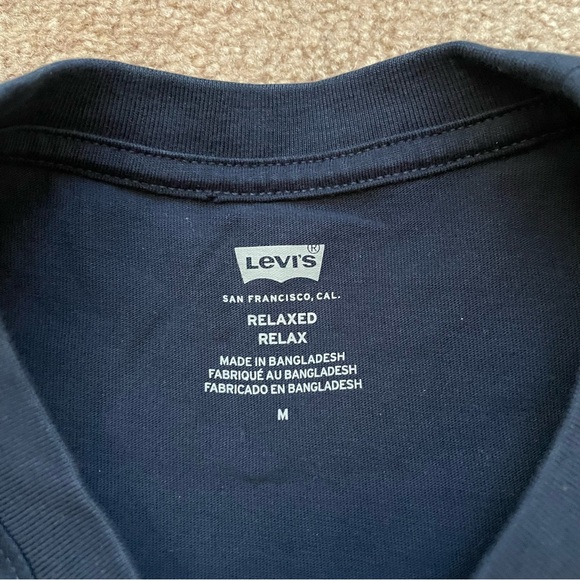 Levi's®
SAN FRANCISCO, CAL.
RELAXED
RELAX
MADE IN BANGLADESH
FABRIQUÉ AU BANGLADESH
FABRICADO EN BANGLADESH
M